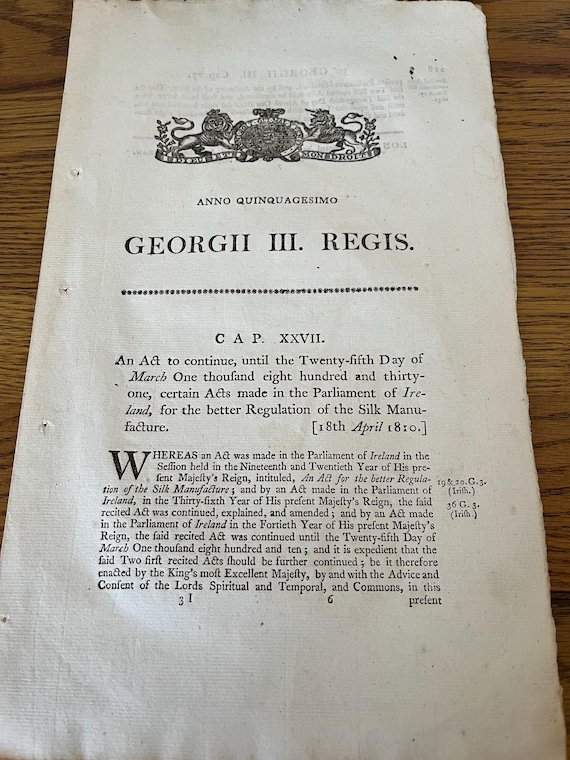 DIEU ET MON DROIT
ANNO QUINQUAGESIMO
GEORGII III. REGIS.
CAP. XXVII.
An Act to continue, until the Twenty-fifth Day of
March One thouſand eight hundred and thirty-
one, certain Acts made in the Parliament of Ire-
land, for the better Regulation of the Silk Manu-
facture. [18th April 1810.]
WHEREAS an Act was made in the Parliament of Ireland in the
Seſſion held in the Nineteenth and Twentieth Year of His pre-
ſent Majeſty's Reign, intituled, An Act for the better Regula-
tion of the Silk Manufacture; and by an Act made in the Parliament of
Ireland, in the Thirty-ſixth Year of His preſent Majeſty's Reign, the ſaid
recited Act was continued, explained, and amended; and by an Act made
in the Parliament of Ireland in the Fortieth Year of His preſent Majeſty's
Reign, the ſaid recited Act was continued until the Twenty-fifth Day of
March One thouſand eight hundred and ten; and it is expedient that the
ſaid Two firſt recited Acts ſhould be further continued; be it therefore
enacted by the King's moſt Excellent Majeſty, by and with the Advice and
Conſent of the Lords Spiritual and Temporal, and Commons, in this
19 & 20. G. 3.
(Iriſh.)
36 G. 3.
(Iriſh.)
3 I 6 preſent